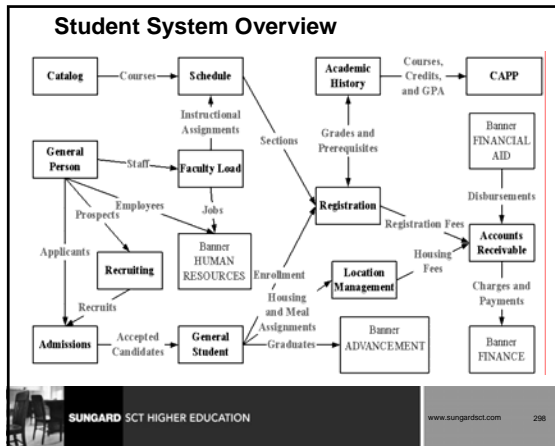 Student System Overview
Catalog
Courses
Schedule
Academic
History
Courses,
Credits,
and GPA
CAPP
Instructional
Assignments
Sections
Grades and
Prerequisites
Banner
FINANCIAL
AID
General
Person
Staff
Faculty Load
Employees
Prospects
Jobs
Registration
Registration Fees
Disbursements
Accounts
Receivable
Applicants
Recruiting
Banner
HUMAN
RESOURCES
Enrollment
Location
Management
Housing
Fees
Recruits
Housing
and Meal
Assignments
Charges and
Payments
Admissions
Accepted
Candidates
General
Student
Graduates
Banner
ADVANCEMENT
Banner
FINANCE
SUNGARD SCT HIGHER EDUCATION
www.sungardsct.com
298